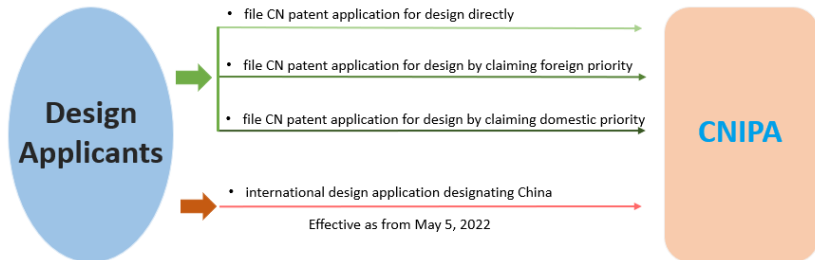 Design
Applicants
• file CN patent application for design directly
• file CN patent application for design by claiming foreign priority
• file CN patent application for design by claiming domestic priority
• international design application designating China
Effective as from May 5, 2022
CNIPA